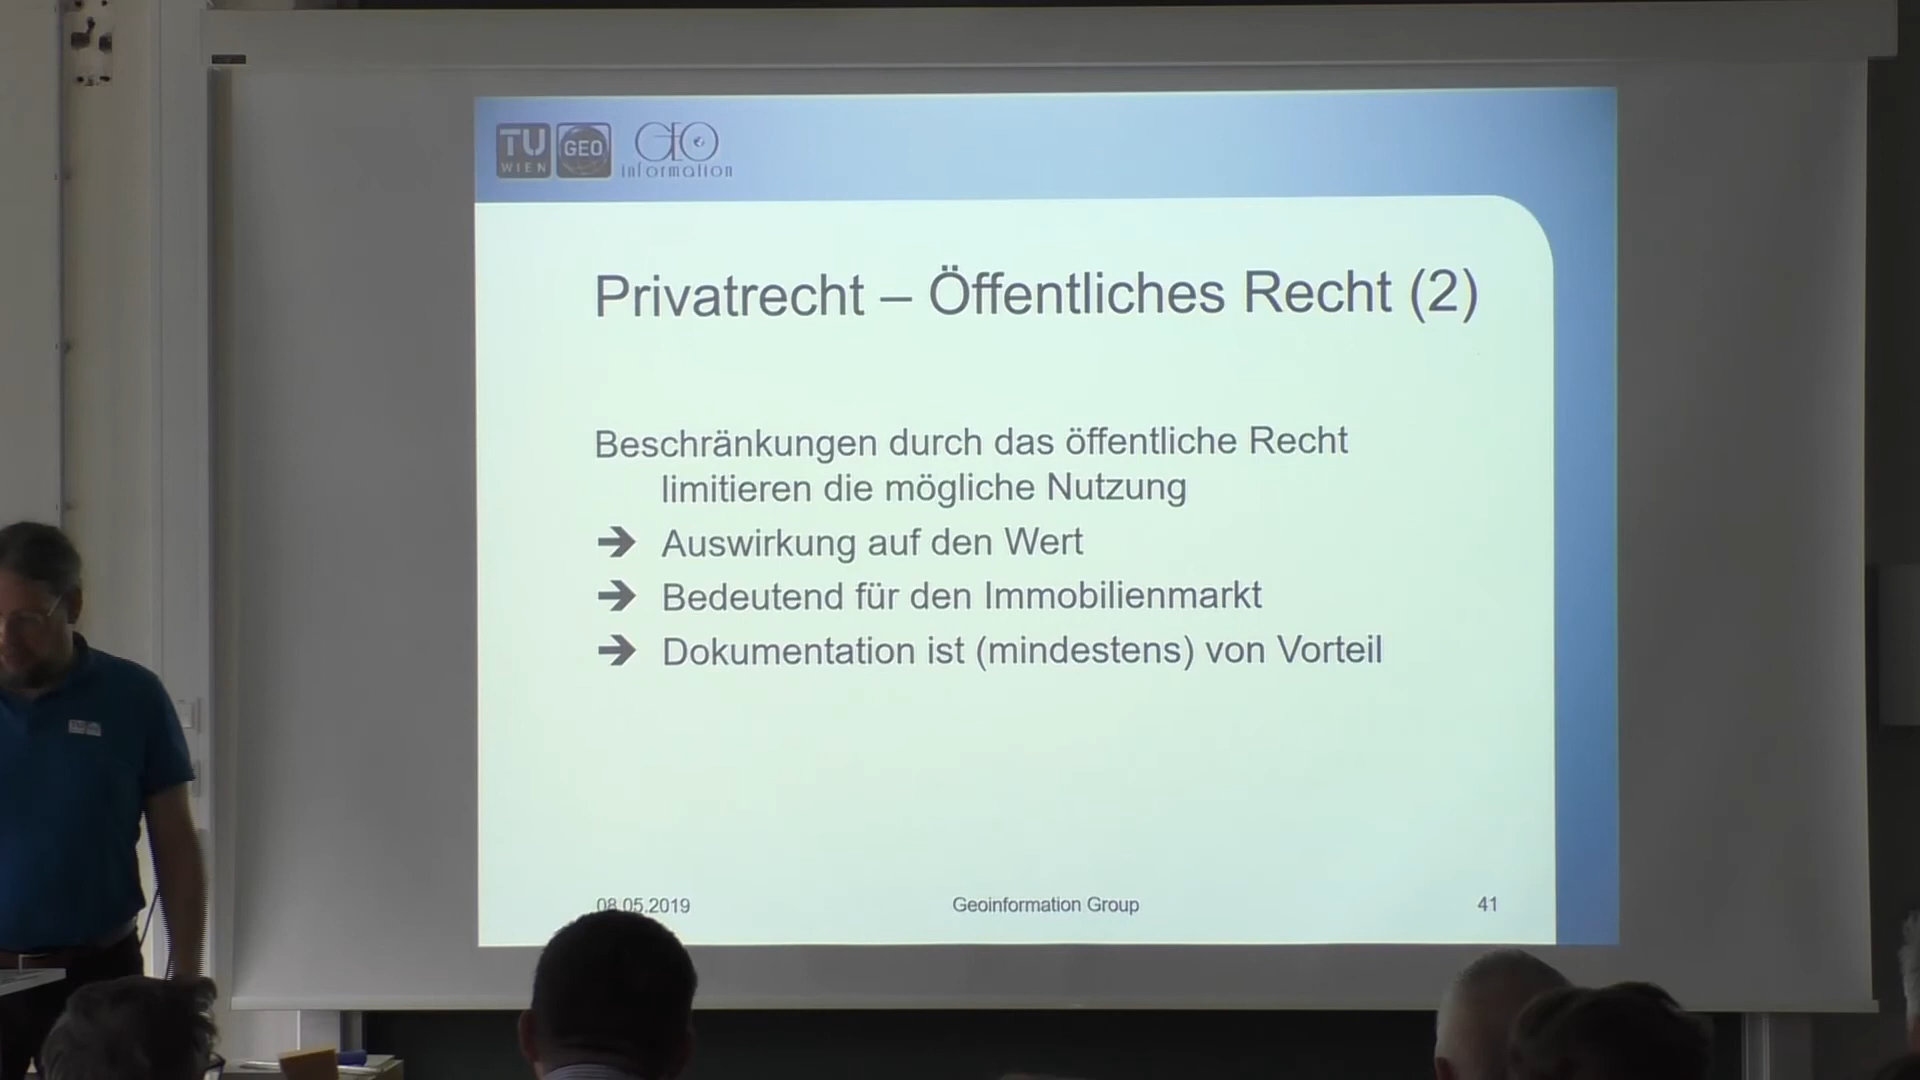 TU
WIEN
GEO
GEO
information
Privatrecht – Öffentliches Recht (2)
Beschränkungen durch das öffentliche Recht
limitieren die mögliche Nutzung
➔ Auswirkung auf den Wert
➔ Bedeutend für den Immobilienmarkt
➔ Dokumentation ist (mindestens) von Vorteil
08.05.2019
Geoinformation Group
41